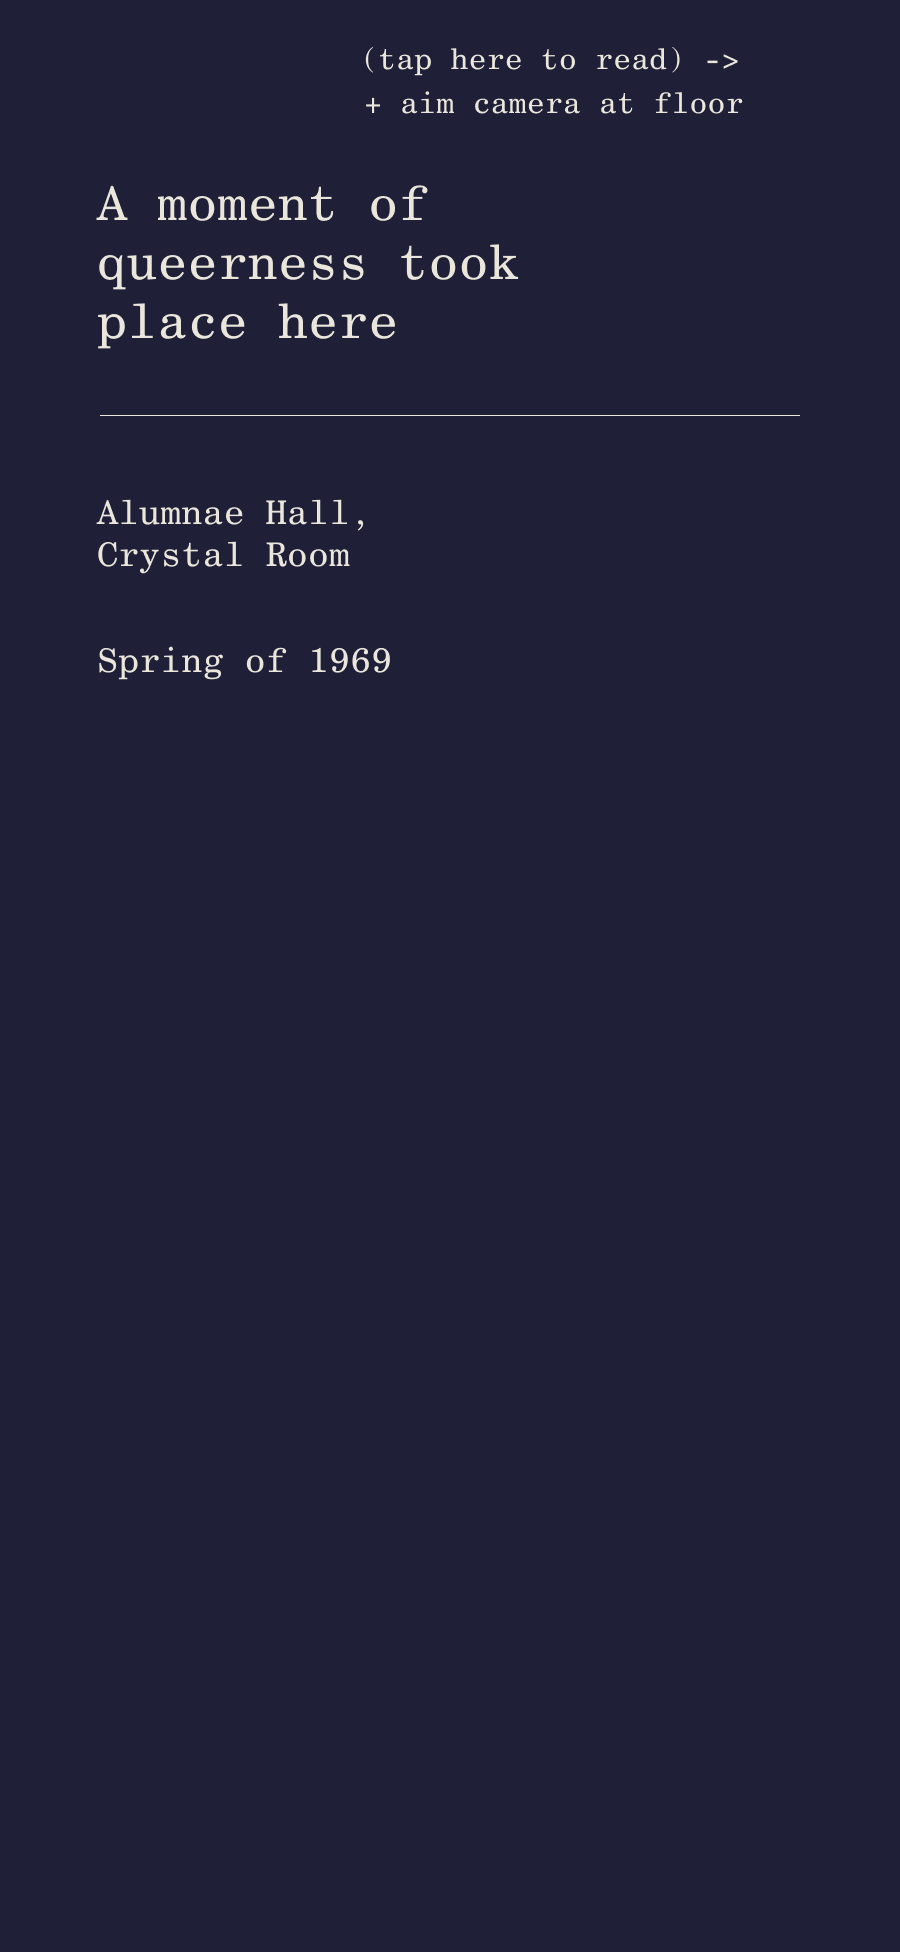 (tap here to read) ->
+ aim camera at floor
A moment of
queerness took
place here
Alumnae Hall,
Crystal Room
Spring of 1969